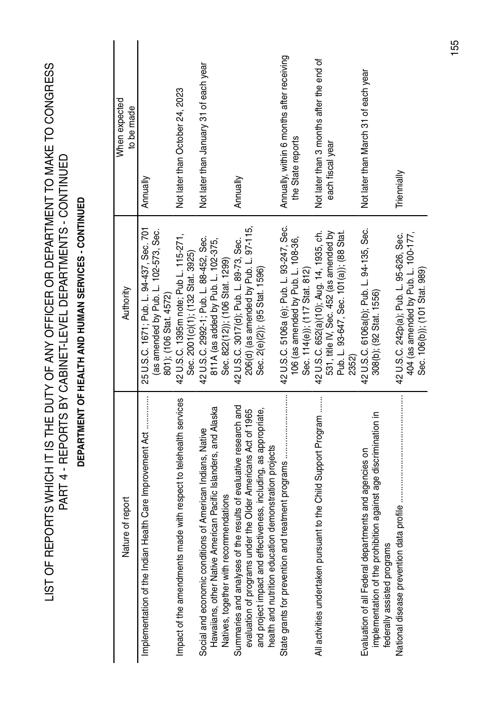 LIST OF REPORTS WHICH IT IS THE DUTY OF ANY OFFICER OR DEPARTMENT TO MAKE TO CONGRESS
PART 4 - REPORTS BY CABINET-LEVEL DEPARTMENTS - CONTINUED
DEPARTMENT OF HEALTH AND HUMAN SERVICES - CONTINUED
Nature of report
Authority
When expected
to be made
Implementation of the Indian Health Care Improvement Act ............
25 U.S.C. 1671; Pub. L. 94-437, Sec. 701
(as amended by Pub. L. 102-573, Sec.
801); (106 Stat. 4572)
Annually
Impact of the amendments made with respect to telehealth services
42 U.S.C. 1395m note; Pub L. 115-271,
Sec. 2001(c)(1); (132 Stat. 3925)
Not later than October 24, 2023
Social and economic conditions of American Indians, Native
Hawaiians, other Native American Pacific Islanders, and Alaska
Natives, together with recommendations
42 U.S.C. 2992-1; Pub. L. 88-452, Sec.
811A (as added by Pub. L. 102-375,
Sec. 822(12)); (106 Stat. 1299)
Not later than January 31 of each year
Summaries and analyses of the results of evaluative research and
evaluation of programs under the Older Americans Act of 1965
and project impact and effectiveness, including, as appropriate,
health and nutrition education demonstration projects
42 U.S.C. 3017(d); Pub. L. 89-73, Sec.
206(d) (as amended by Pub. L. 97-115,
Sec. 2(e)(2)); (95 Stat. 1596)
Annually
State grants for prevention and treatment programs ........................
42 U.S.C. 5106a (e); Pub. L. 93-247, Sec.
106 (as amended by Pub. L. 108-36,
Sec. 114(e)); (117 Stat. 812)
Annually, within 6 months after receiving
the State reports
All activities undertaken pursuant to the Child Support Program .......
42 U.S.C. 652(a)(10); Aug. 14, 1935, ch.
531, title IV, Sec. 452 (as amended by
Pub. L. 93-647, Sec. 101(a)); (88 Stat.
2352)
Not later than 3 months after the end of
each fiscal year
Evaluation of all Federal departments and agencies on
implementation of the prohibition against age discrimination in
federally assisted programs
42 U.S.C. 6106a(b); Pub. L. 94-135, Sec.
308(b); (92 Stat. 1556)
Not later than March 31 of each year
National disease prevention data profile ............................................
42 U.S.C. 242p(a); Pub. L. 95-626, Sec.
404 (as amended by Pub. L. 100-177,
Sec. 106(b)); (101 Stat. 989)
Triennially
155